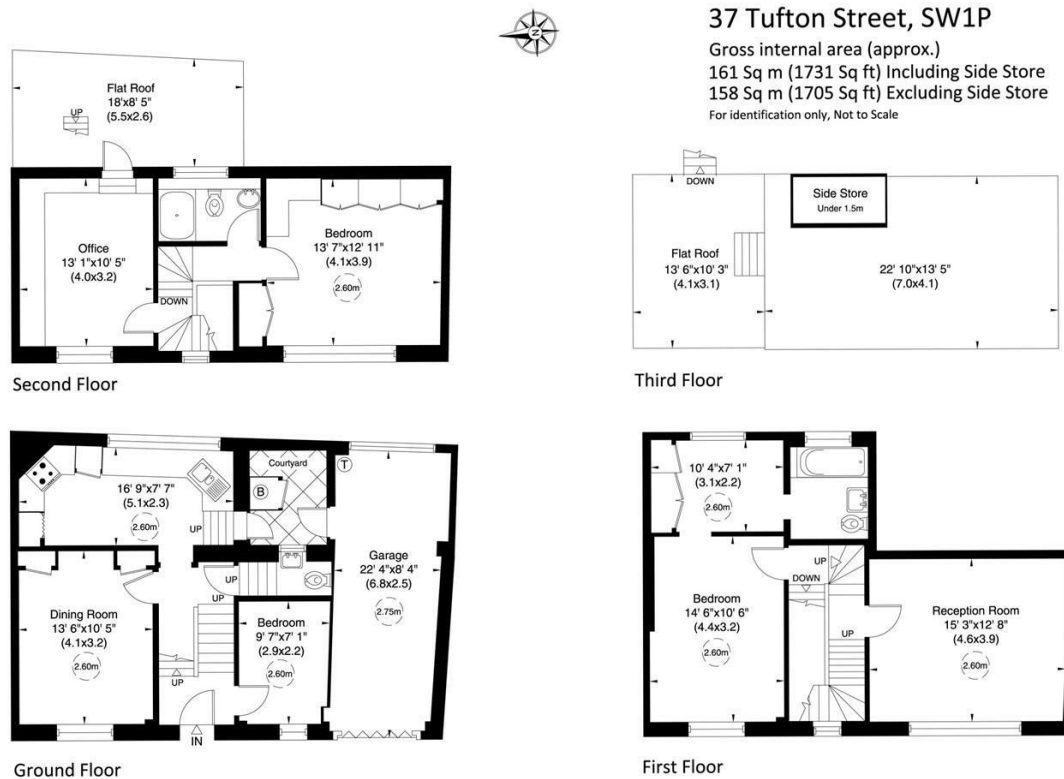 37 Tufton Street, SW1P
Gross internal area (approx.)
161 Sq m (1731 Sq ft) Including Side Store
158 Sq m (1705 Sq ft) Excluding Side Store
For identification only, Not to Scale
N
Flat Roof
18'x8' 5"
(5.5x2.6)
UP
Office
13' 1"x10' 5"
(4.0x3.2)
DOWN
Bedroom
13' 7"x12' 11"
(4.1x3.9)
2.60m
Second Floor
DOWN
Side Store
Under 1.5m
Flat Roof
13' 6"x10' 3"
(4.1x3.1)
22' 10"x13' 5"
(7.0x4.1)
Third Floor
16' 9"x7' 7"
(5.1x2.3)
2.60m
UP
Courtyard
B
T
Garage
22' 4"x8' 4"
(6.8x2.5)
2.75m
Dining Room
13' 6"x10' 5"
(4.1x3.2)
2.60m
UP
UP
UP
Bedroom
9' 7"x7' 1"
(2.9x2.2)
2.60m
IN
Ground Floor
10' 4"x7' 1"
(3.1x2.2)
2.60m
Bedroom
14' 6"x10' 6"
(4.4x3.2)
2.60m
UP
DOWN
UP
Reception Room
15' 3"x12' 8"
(4.6x3.9)
2.60m
First Floor